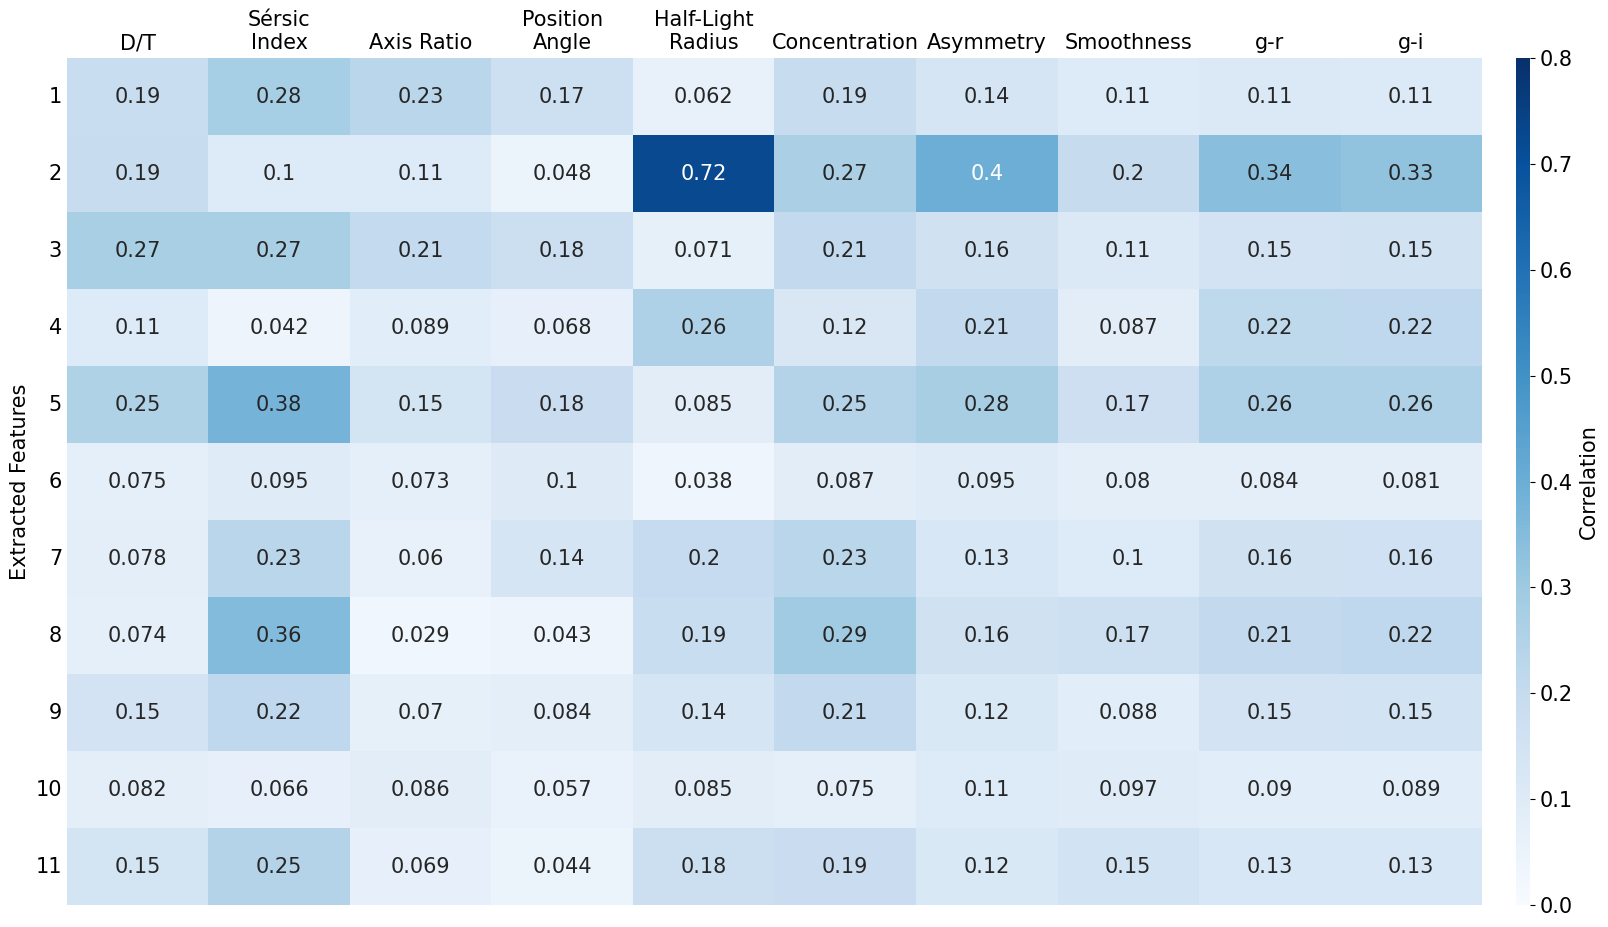 D/T Sérsic Index Axis Ratio Position Angle Half-Light Radius Concentration Asymmetry Smoothness g-r g-i
1 0.19 0.28 0.23 0.17 0.062 0.19 0.14 0.11 0.11 0.11
2 0.19 0.1 0.11 0.048 0.72 0.27 0.4 0.2 0.34 0.33
3 0.27 0.27 0.21 0.18 0.071 0.21 0.16 0.11 0.15 0.15
4 0.11 0.042 0.089 0.068 0.26 0.12 0.21 0.087 0.22 0.22
5 0.25 0.38 0.15 0.18 0.085 0.25 0.28 0.17 0.26 0.26
6 0.075 0.095 0.073 0.1 0.038 0.087 0.095 0.08 0.084 0.081
7 0.078 0.23 0.06 0.14 0.2 0.23 0.13 0.1 0.16 0.16
8 0.074 0.36 0.029 0.043 0.19 0.29 0.16 0.17 0.21 0.22
9 0.15 0.22 0.07 0.084 0.14 0.21 0.12 0.088 0.15 0.15
10 0.082 0.066 0.086 0.057 0.085 0.075 0.11 0.097 0.09 0.089
11 0.15 0.25 0.069 0.044 0.18 0.19 0.12 0.15 0.13 0.13
Extracted Features
0.8
0.7
0.6
0.5
0.4
0.3
0.2
0.1
0.0
Correlation